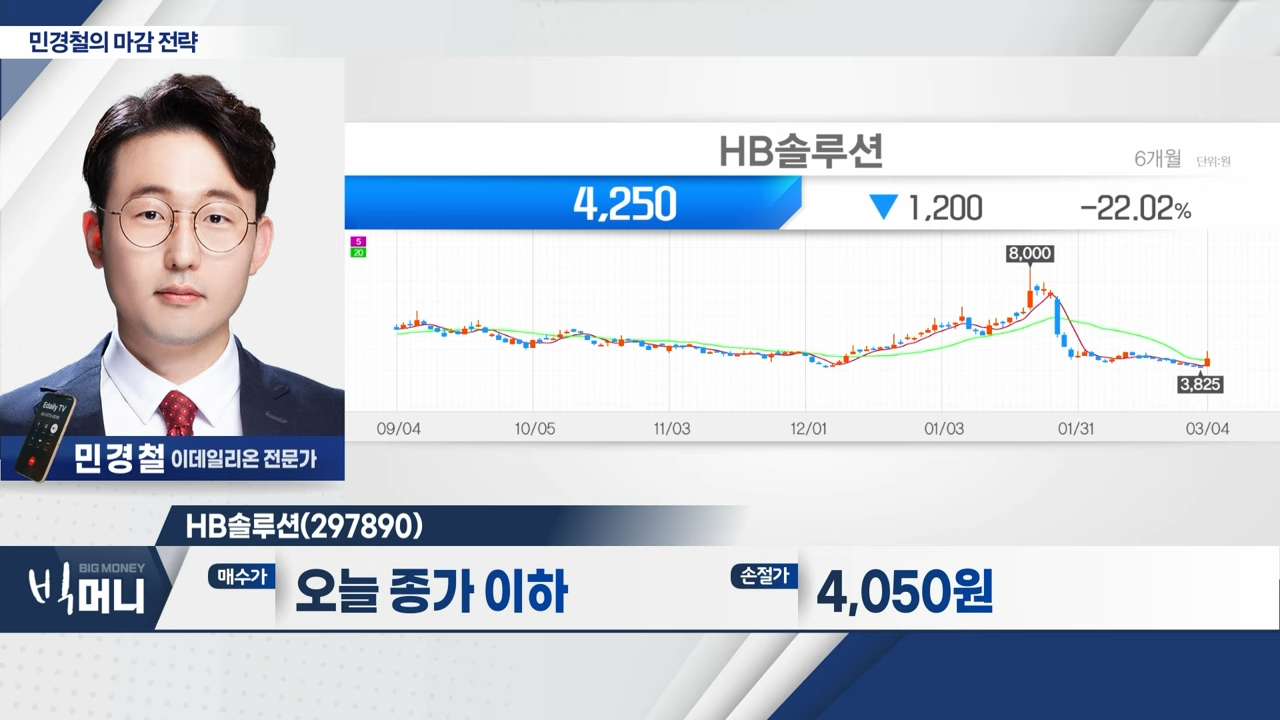 민경철의 마감 전략
HB솔루션
6개월 단위:원
4,250 ▼ 1,200 -22.02%
5
20
8,000
3,825
09/04 10/05 11/03 12/01 01/03 01/31 03/04
Edaily TV
민경철 이데일리온 전문가
HB솔루션(297890)
BIG MONEY
빅머니
매수가 오늘 종가 이하 손절가 4,050원